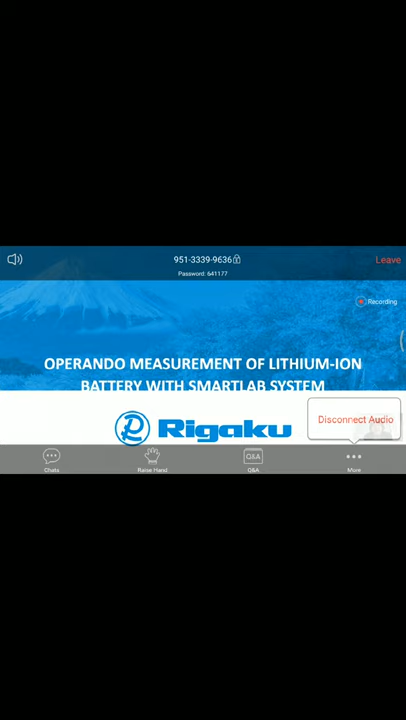 951-3339-9636
Leave
Password: 641177
Recording
OPERANDO MEASUREMENT OF LITHIUM-ION
BATTERY WITH SMARTLAB SYSTEM
Disconnect Audio
R Rigaku
Q&A
Chats
Raise Hand
Q&A
More